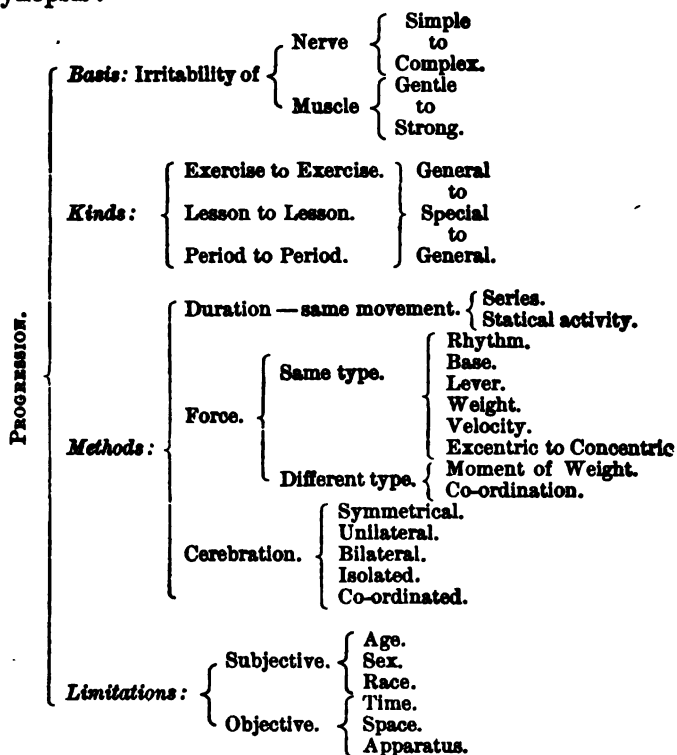 Synopsis:
PROGRESSION.
Basis: Irritability of
Nerve
Simple
to
Complex.
Muscle
Gentle
to
Strong.
Kinds:
Exercise to Exercise.
Lesson to Lesson.
Period to Period.
General
to
Special
to
General.
Methods:
Duration — same movement.
Series.
Statical activity.
Force.
Same type.
Rhythm.
Base.
Lever.
Weight.
Velocity.
Excentric to Concentric
Different type.
Moment of Weight.
Co-ordination.
Cerebration.
Symmetrical.
Unilateral.
Bilateral.
Isolated.
Co-ordinated.
Limitations:
Subjective.
Age.
Sex.
Race.
Objective.
Time.
Space.
Apparatus.